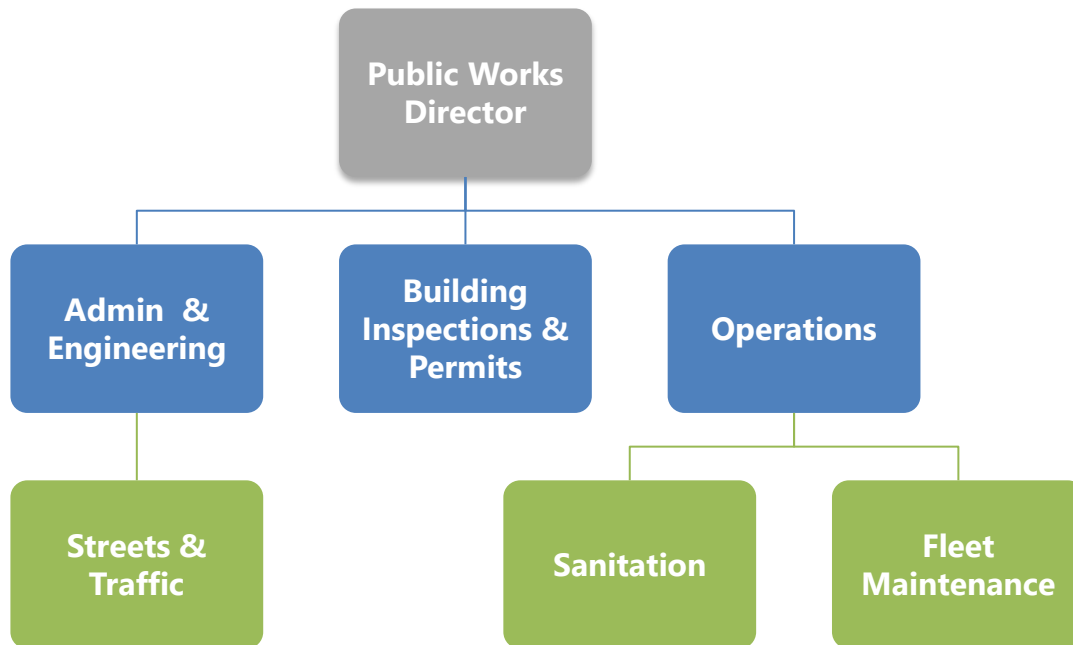 Public Works
Director
Admin  &
Engineering
Building
Inspections &
Permits
Operations
Streets &
Traffic
Sanitation
Fleet
Maintenance